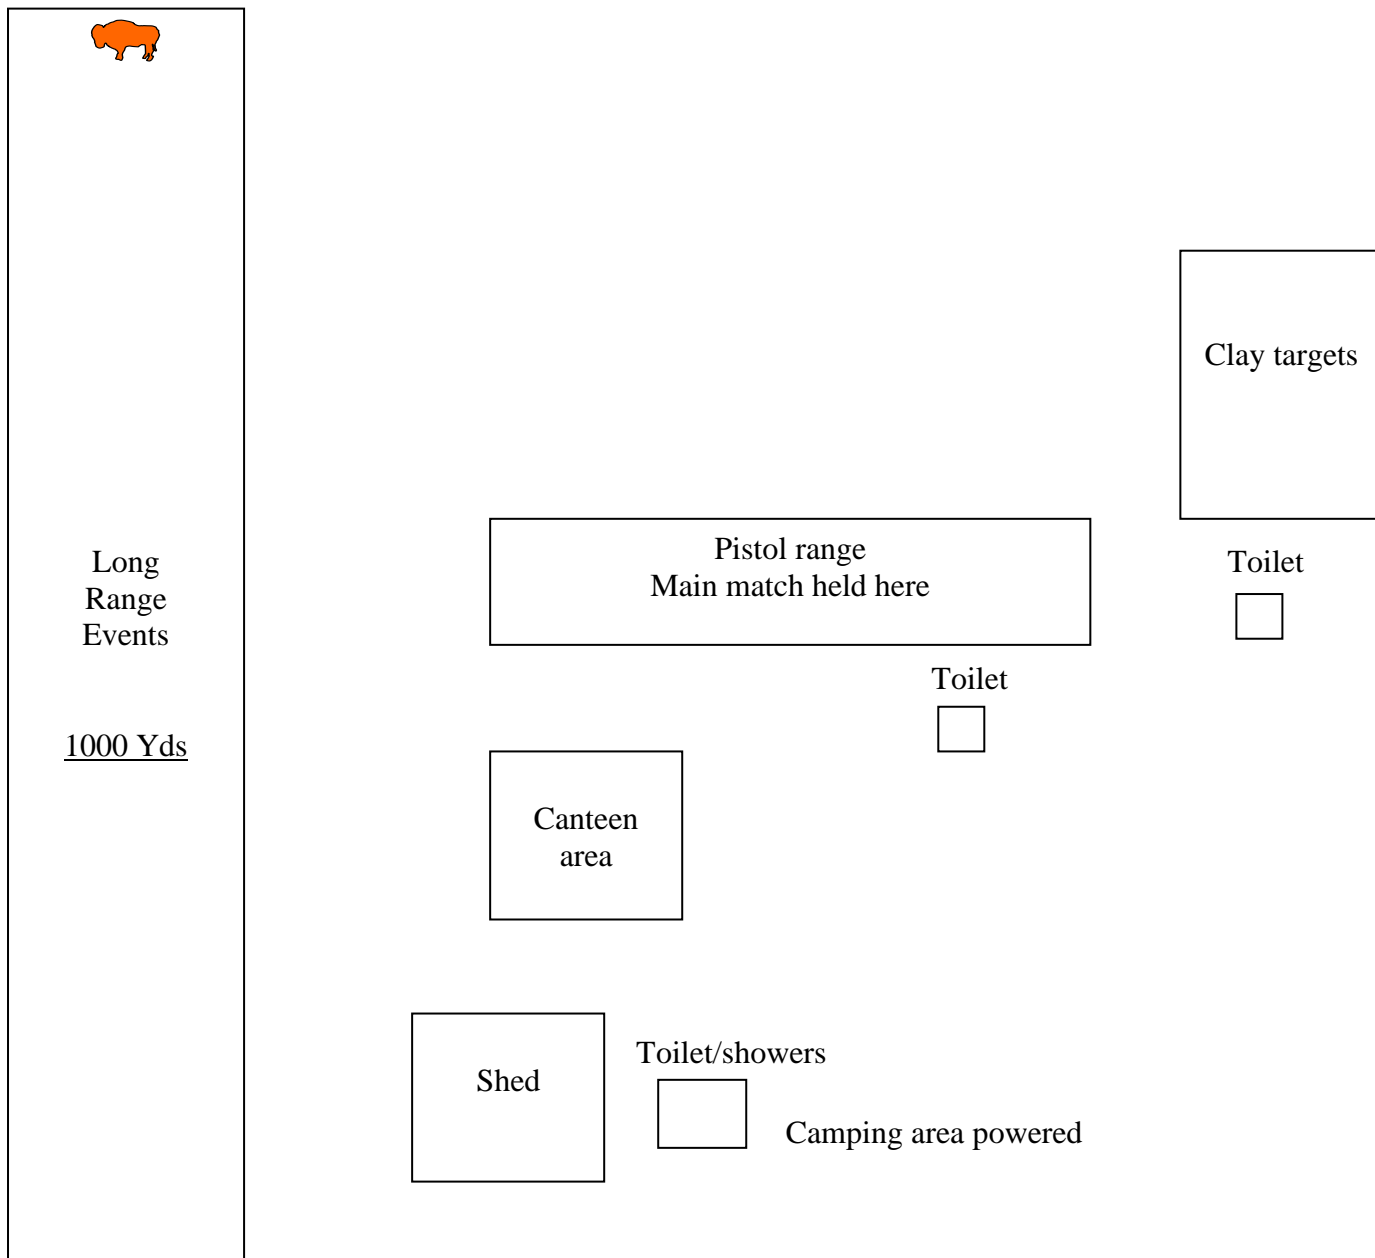 Clay targets
Long
Range
Events
1000 Yds
Pistol range
Main match held here
Toilet
Toilet
Canteen
area
Shed
Toilet/showers
Camping area powered